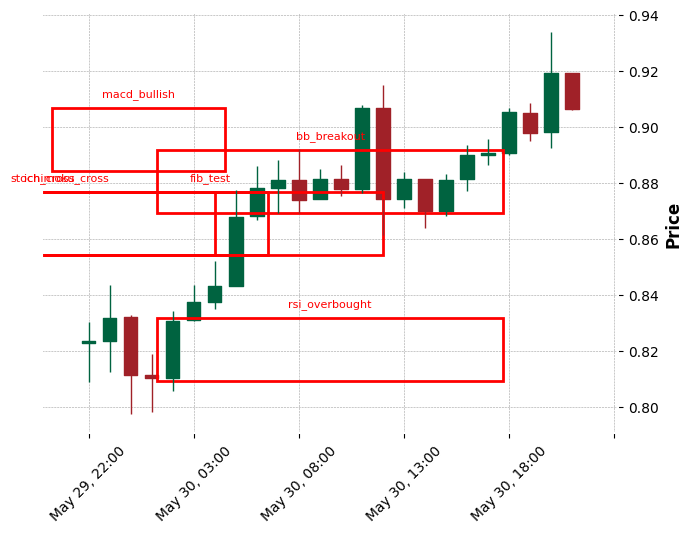 0.94
macd_bullish
0.92
0.90
bb_breakout
ichimoku_cross
fib_test
0.88
0.86
Price
rsi_overbought
0.84
0.82
0.80
May 29, 22:00
May 30, 03:00
May 30, 08:00
May 30, 13:00
May 30, 18:00